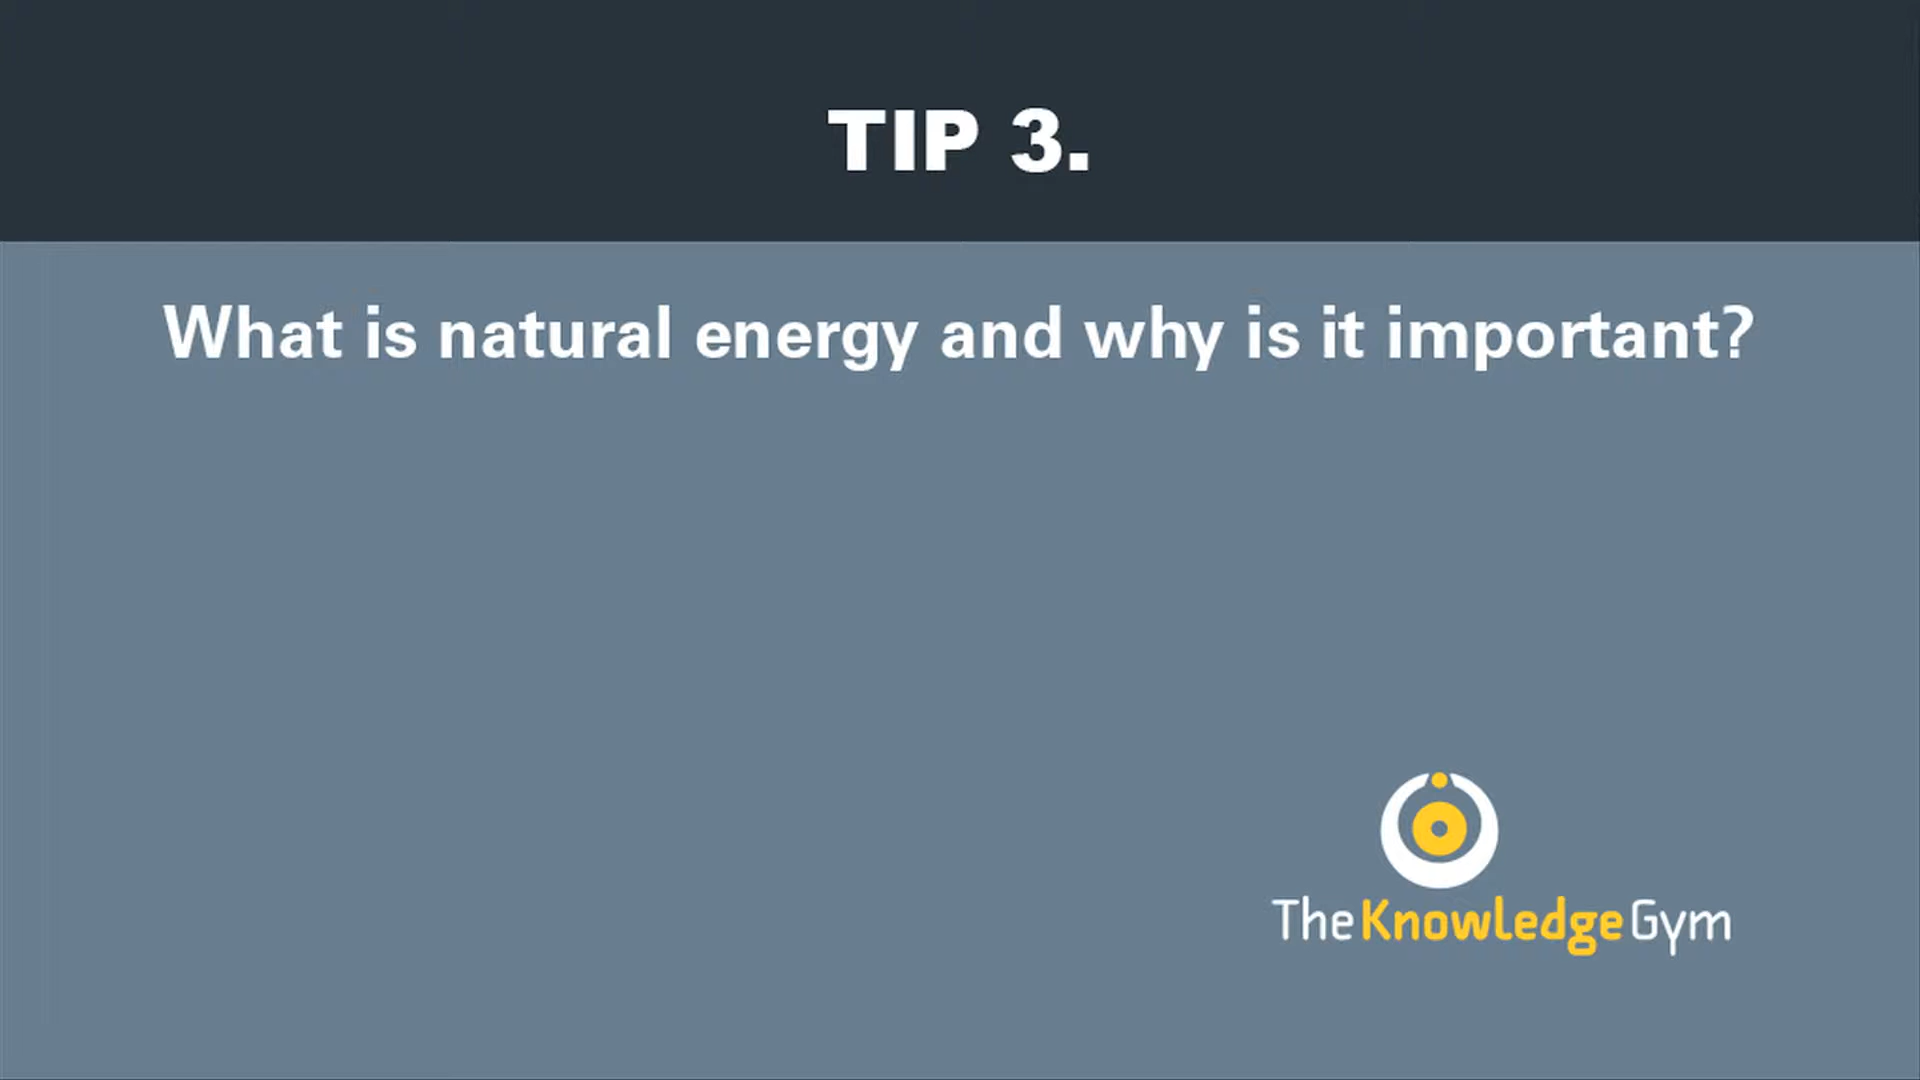 TIP 3.
What is natural energy and why is it important?
TheKnowledgeGym